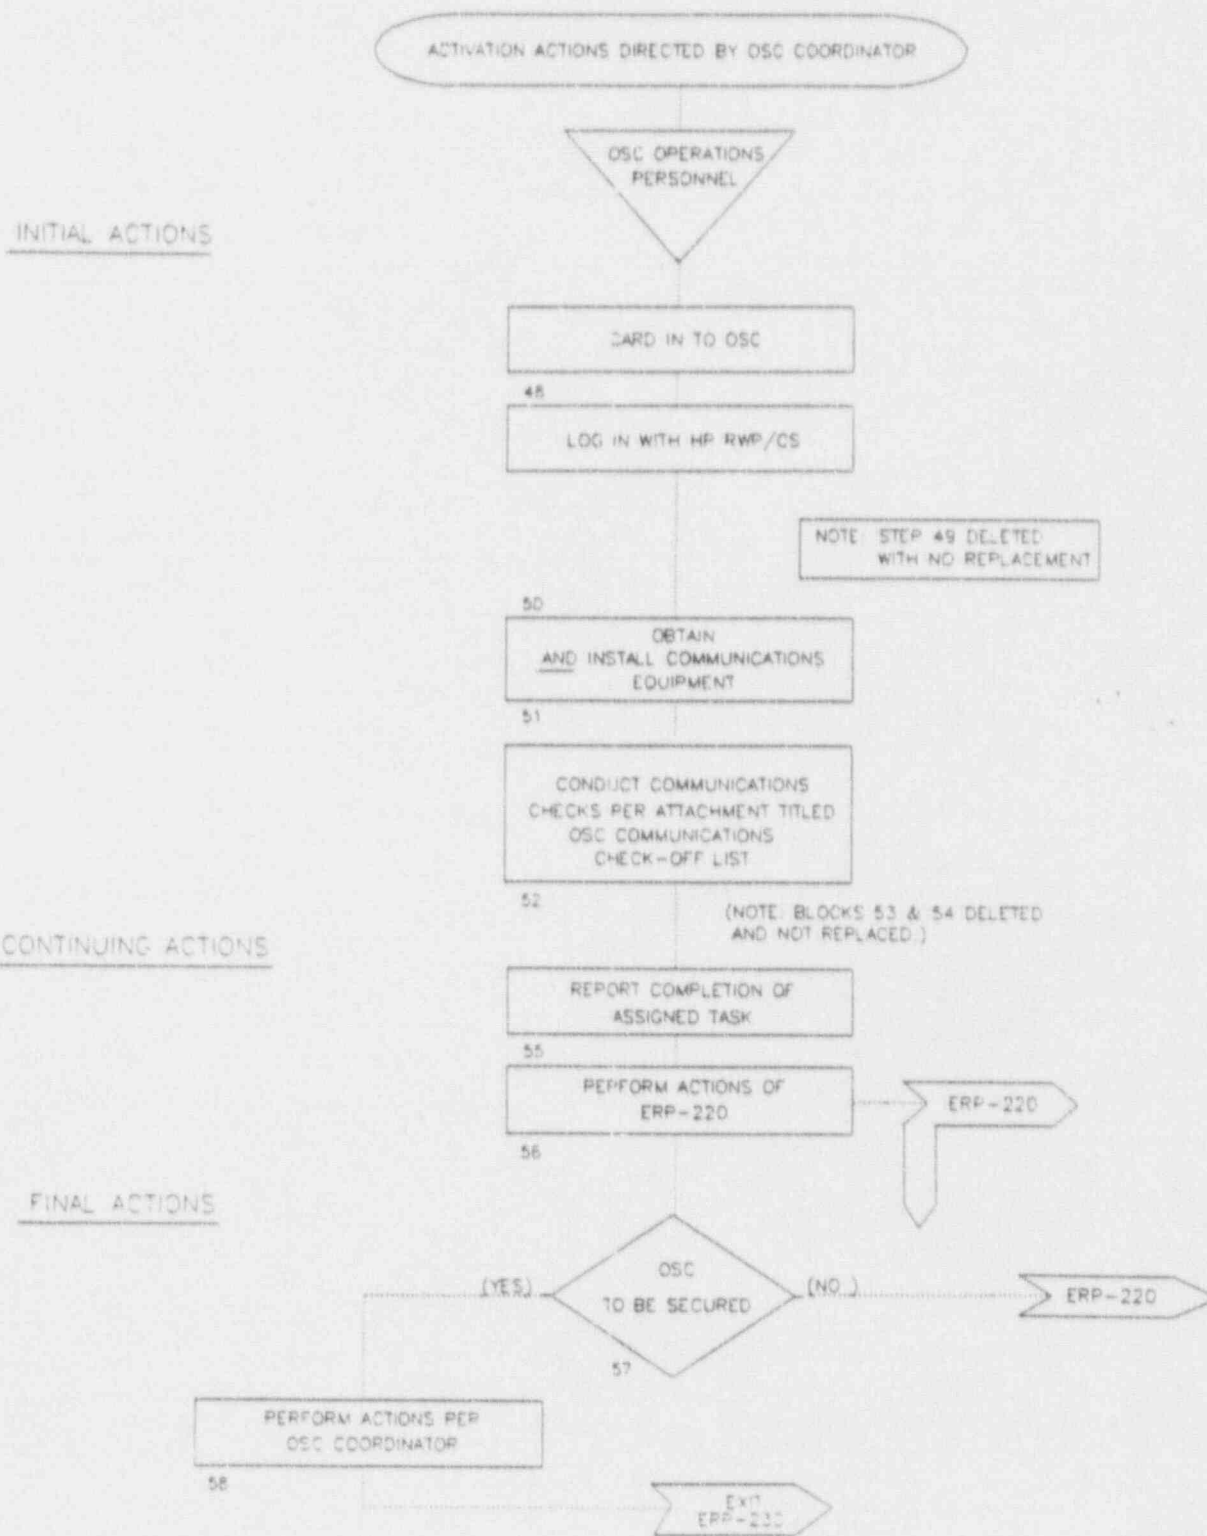 ACTIVATION ACTIONS DIRECTED BY OSC COORDINATOR
OSC OPERATIONS
PERSONNEL
INITIAL ACTIONS
CARD IN TO OSC
48
LOG IN WITH HP RWP/CS
NOTE: STEP 49 DELETED
WITH NO REPLACEMENT
50
OBTAIN
AND INSTALL COMMUNICATIONS
EQUIPMENT
51
CONDUCT COMMUNICATIONS
CHECKS PER ATTACHMENT TITLED
OSC COMMUNICATIONS
CHECK-OFF LIST
52
(NOTE: BLOCKS 53 & 54 DELETED
AND NOT REPLACED.)
CONTINUING ACTIONS
REPORT COMPLETION OF
ASSIGNED TASK
55
PERFORM ACTIONS OF
ERP-220
ERP-220
56
FINAL ACTIONS
OSC
TO BE SECURED
(YES)
(NO)
ERP-220
57
PERFORM ACTIONS PER
OSC COORDINATOR
58
EXIT
ERP-230